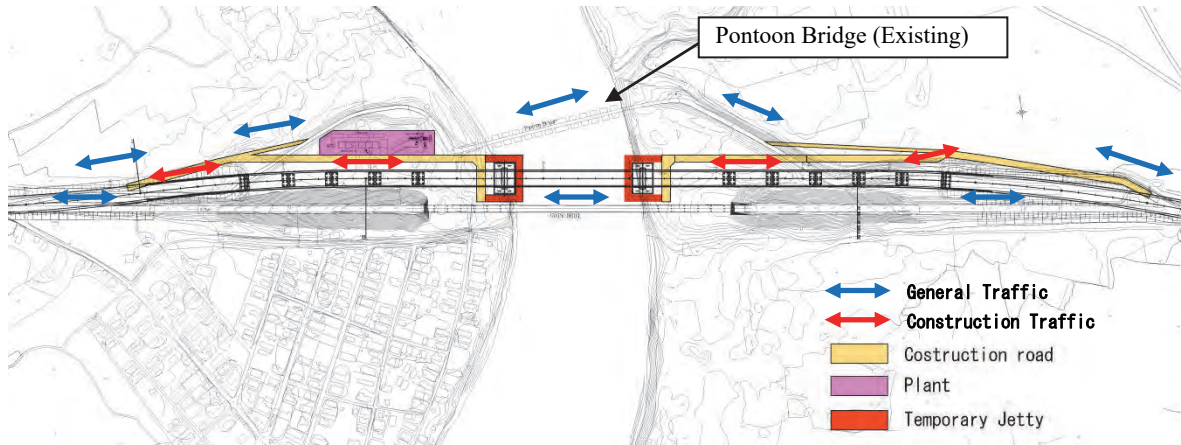 Pontoon Bridge (Existing)
General Traffic
Construction Traffic
Costruction road
Plant
Temporary Jetty